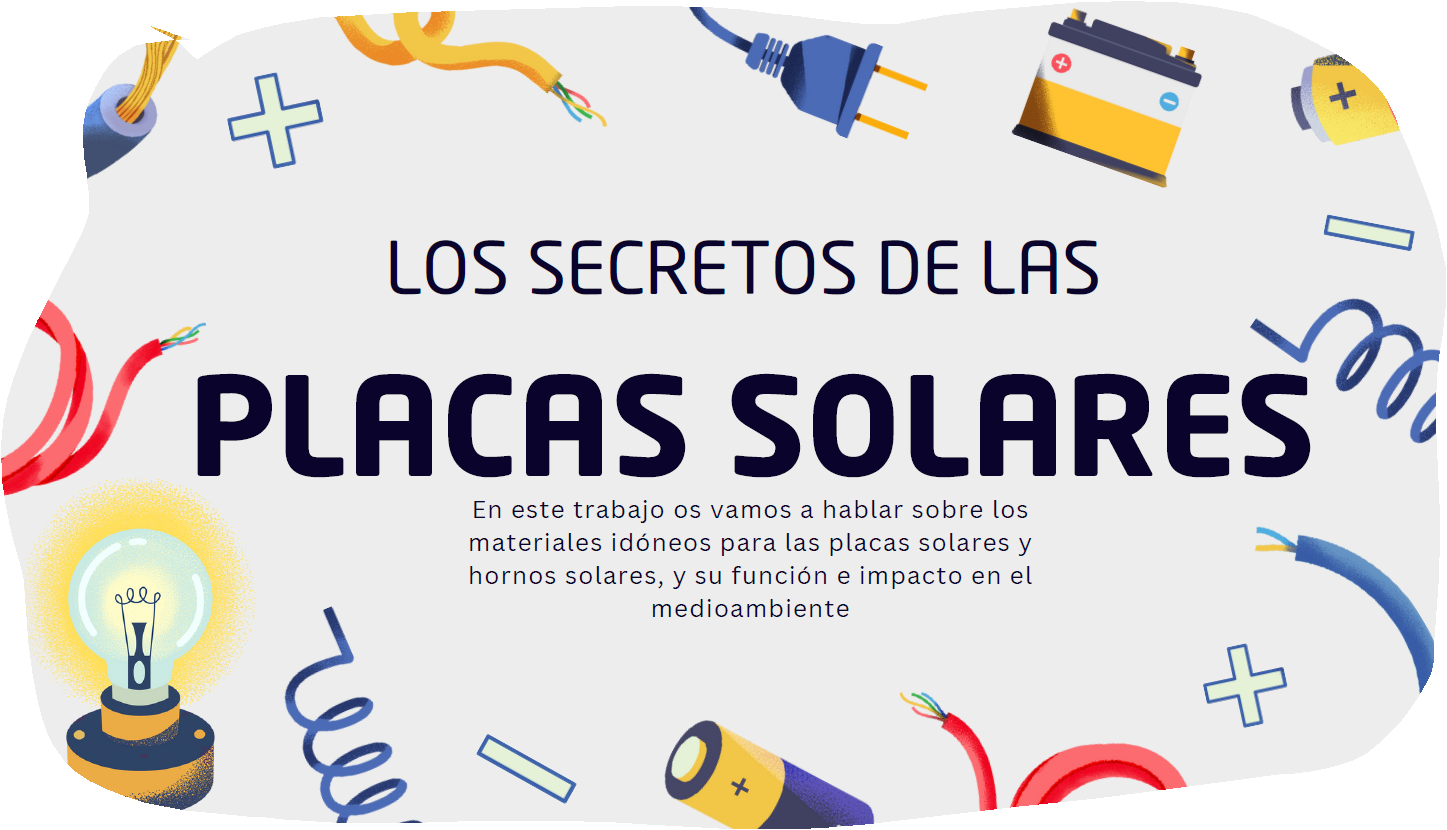 LOS SECRETOS DE LAS
PLACAS SOLARES
En este trabajo os vamos a hablar sobre los
materiales idóneos para las placas solares y
hornos solares, y su función e impacto en el
medioambiente